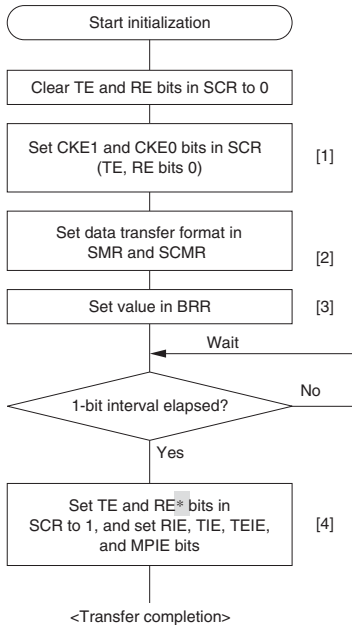 Start initialization
Clear TE and RE bits in SCR to 0
Set CKE1 and CKE0 bits in SCR
(TE, RE bits 0)
[1]
Set data transfer format in
SMR and SCMR
[2]
Set value in BRR
[3]
Wait
1-bit interval elapsed?
No
Yes
Set TE and RE* bits in
SCR to 1, and set RIE, TIE, TEIE,
and MPIE bits
[4]
<Transfer completion>